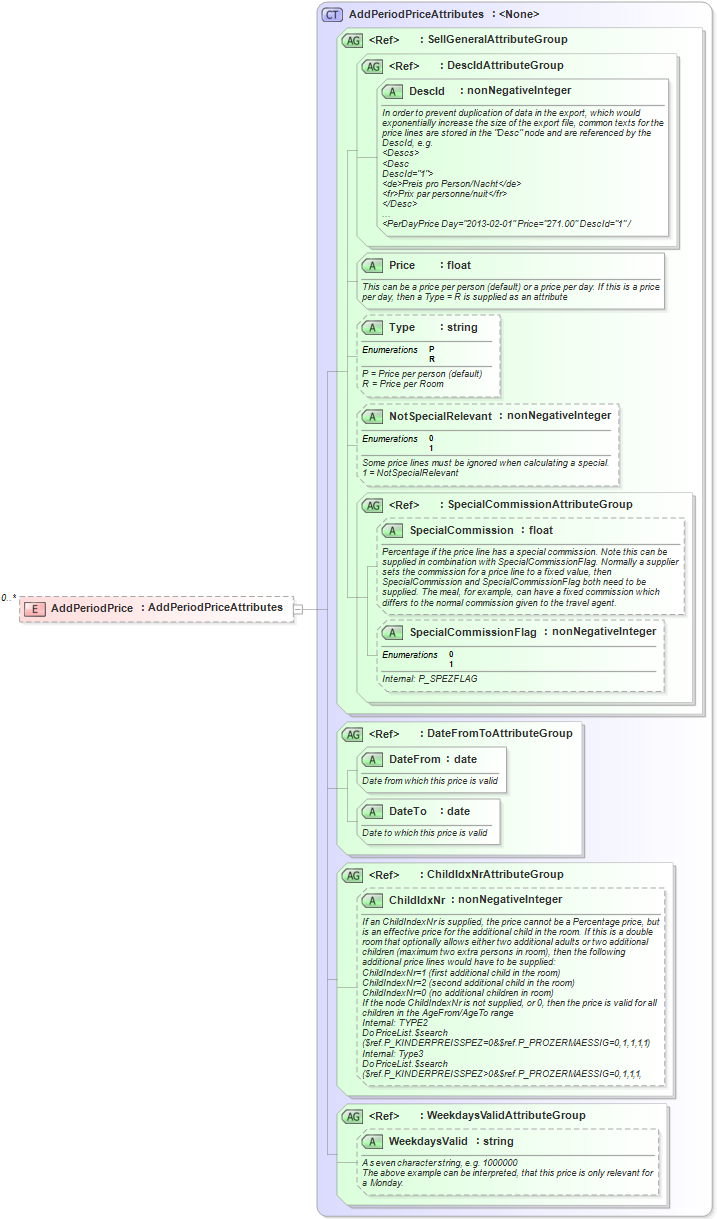 CT AddPeriodPriceAttributes : <None>
AG <Ref> : SellGeneralAttributeGroup
AG <Ref> : DescIdAttributeGroup
A DescId : nonNegativeInteger
In order to prevent duplication of data in the export, which would
exponentially increase the size of the export file, common texts for the
price lines are stored in the "Desc" node and are referenced by the
DescId, e.g.
<Descs>
<Desc
DescId="1">
<de>Preis pro Person/Nacht</de>
<fr>Prix par personne/nuit</fr>
</Desc>
...
<PerDayPrice Day="2013-02-01" Price="271.00" DescId="1" /
A Price : float
This can be a price per person (default) or a price per day. If this is a price
per day, then a Type = R is supplied as an attribute
A Type : string
Enumerations P
R
P = Price per person (default)
R = Price per Room
A NotSpecialRelevant : nonNegativeInteger
Enumerations 0
1
Some price lines must be ignored when calculating a special.
1 = NotSpecialRelevant
AG <Ref> : SpecialCommissionAttributeGroup
A SpecialCommission : float
Percentage if the price line has a special commission. Note this can be
supplied in combination with SpecialCommissionFlag. Normally a supplier
sets the commission for a price line to a fixed value, then
SpecialCommission and SpecialCommissionFlag both need to be
supplied. The meal, for example, can have a fixed commission which
differs to the normal commission given to the travel agent.
0..*
E AddPeriodPrice : AddPeriodPriceAttributes
A SpecialCommissionFlag : nonNegativeInteger
Enumerations 0
1
Internal: P_SPEZFLAG
AG <Ref> : DateFromToAttributeGroup
A DateFrom : date
Date from which this price is valid
A DateTo : date
Date to which this price is valid
AG <Ref> : ChildIdxNrAttributeGroup
A ChildIdxNr : nonNegativeInteger
If an ChildIndexNr is supplied, the price cannot be a Percentage price, but
is an effective price for the additional child in the room. If this is a double
room that optionally allows either two additional adults or two additional
children (maximum two extra persons in room), then the following
additional price lines would have to be supplied:
ChildIndexNr=1 (first additional child in the room)
ChildIndexNr=2 (second additional child in the room)
ChildIndexNr=0 (no additional children in room)
If the node ChildIndexNr is not supplied, or 0, then the price is valid for all
children in the AgeFrom/AgeTo range
Internal: TYPE2
Do PriceList.$search
($ref.P_KINDERPREISSPEZ=0&$ref.P_PROZERMAESSIG=0,1,1,1,1)
Internal: Type3
Do PriceList.$search
($ref.P_KINDERPREISSPEZ>0&$ref.P_PROZERMAESSIG=0,1,1,1,
AG <Ref> : WeekdaysValidAttributeGroup
A WeekdaysValid : string
A seven character string, e.g. 1000000
The above example can be interpreted, that this price is only relevant for
a Monday.